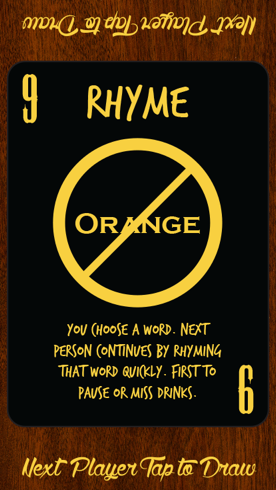 Next Player Tap to Draw
9
RHYME
ORANGE
YOU CHOOSE A WORD. NEXT
PERSON CONTINUES BY RHYMING
THAT WORD QUICKLY. FIRST TO
PAUSE OR MISS DRINKS.
9
Next Player Tap to Draw